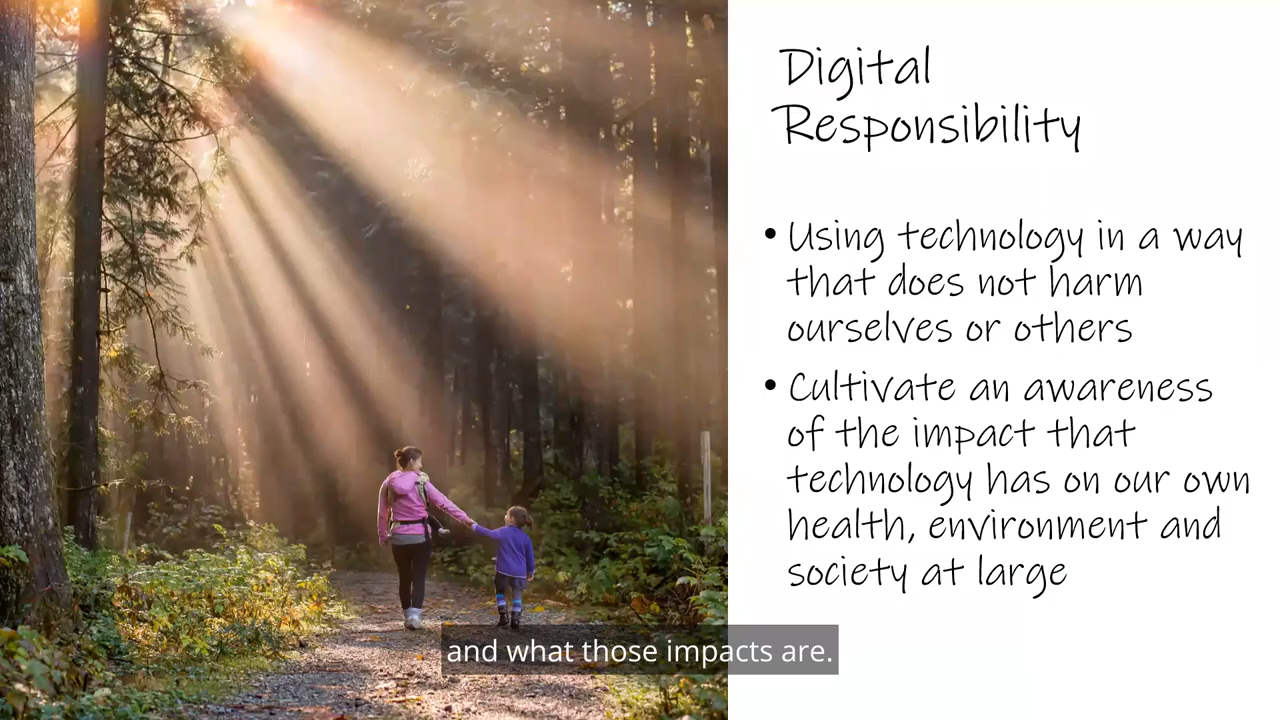 Digital
Responsibility
• Using technology in a way
that does not harm
ourselves or others
• Cultivate an awareness
of the impact that
technology has on our own
health, environment and
society at large
and what those impacts are.